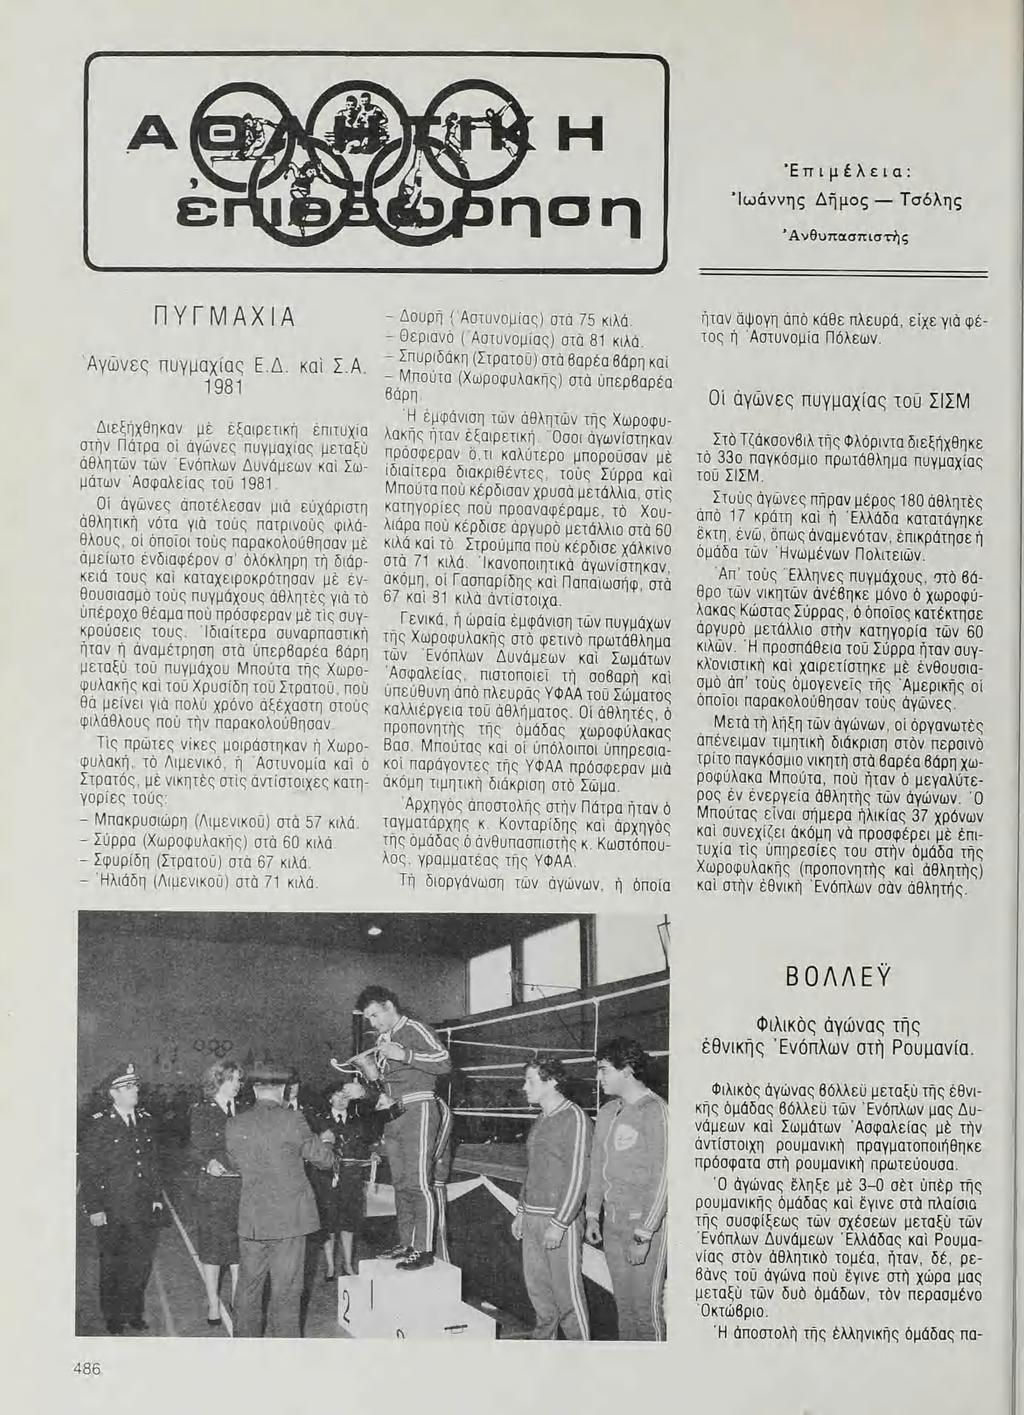 ΑΘΛΗΤΙΚΗ
ἐπιθεώρηση
Ἐπιμέλεια:
Ἰωάννης Δῆμος — Τσόλης
Ἀνθυπασπιστὴς
ΠΥΓΜΑΧΙΑ
Ἀγῶνες πυγμαχίας Ε.Δ. καὶ Σ.Α.
1981
Διεξήχθηκαν μὲ ἐξαιρετικὴ ἐπιτυχία
στὴν Πάτρα οἱ ἀγῶνες πυγμαχίας μεταξὺ
ἀθλητῶν τῶν Ἐνόπλων Δυνάμεων καὶ Σω-
μάτων Ἀσφαλείας τοῦ 1981.
Οἱ ἀγῶνες ἀποτέλεσαν μιὰ εὐχάριστη
ἀθλητικὴ νότα γιὰ τοὺς πατρινοὺς φιλά-
θλους, οἱ ὁποῖοι τοὺς παρακολούθησαν μὲ
ἀμείωτο ἐνδιαφέρον σ' ὁλόκληρη τὴ διάρ-
κειά τους καὶ καταχειροκρότησαν μὲ ἐν-
θουσιασμὸ τοὺς πυγμάχους ἀθλητὲς γιὰ τὸ
ὑπέροχο θέαμα ποὺ πρόσφεραν μὲ τὶς συγ-
κρούσεις τους. Ἰδιαίτερα συναρπαστικὴ
ἦταν ἡ ἀναμέτρηση στὰ ὑπερβαρέα βάρη
μεταξὺ τοῦ πυγμάχου Μπούτα τῆς Χωρο-
φυλακῆς καὶ τοῦ Χρυσίδη τοῦ Στρατοῦ, ποὺ
θὰ μείνει γιὰ πολὺ χρόνο ἀξέχαστη στοὺς
φιλάθλους ποὺ τὴν παρακολούθησαν.
Τὶς πρῶτες νίκες μοιράστηκαν ἡ Χωρο-
φυλακή, τὸ Λιμενικό, ἡ Ἀστυνομία καὶ ὁ
Στρατός, μὲ νικητὲς στὶς ἀντίστοιχες κατη-
γορίες τούς:
– Μπακρυσιώρη (Λιμενικοῦ) στὰ 57 κιλά.
– Σύρρα (Χωροφυλακῆς) στὰ 60 κιλά.
– Σφυρίδη (Στρατοῦ) στὰ 67 κιλά.
– Ἡλιάδη (Λιμενικοῦ) στὰ 71 κιλά.
– Δουρῆ (Ἀστυνομίας) στὰ 75 κιλά.
– Θεριανὸ (Ἀστυνομίας) στὰ 81 κιλά.
– Σπυριδάκη (Στρατοῦ) στὰ βαρέα βάρη καὶ
– Μπούτα (Χωροφυλακῆς) στὰ ὑπερβαρέα
βάρη.
Ἡ ἐμφάνιση τῶν ἀθλητῶν τῆς Χωροφυ-
λακῆς ἦταν ἐξαιρετική. Ὅσοι ἀγωνίστηκαν
πρόσφεραν ὅ,τι καλύτερο μποροῦσαν μὲ
ἰδιαίτερα διακριθέντες, τοὺς Σύρρα καὶ
Μπούτα ποὺ κέρδισαν χρυσὰ μετάλλια, στὶς
κατηγορίες ποὺ προαναφέραμε, τὸ Χου-
λιάρα ποὺ κέρδισε ἀργυρὸ μετάλλιο στὰ 60
κιλὰ καὶ τὸ Στρούμπα ποὺ κέρδισε χάλκινο
στὰ 71 κιλά. Ἱκανοποιητικὰ ἀγωνίστηκαν,
ἀκόμη, οἱ Γασπαρίδης καὶ Παπαϊωσήφ, στὰ
67 καὶ 81 κιλὰ ἀντίστοιχα.
Γενικά, ἡ ὡραία ἐμφάνιση τῶν πυγμάχων
τῆς Χωροφυλακῆς στὸ φετινὸ πρωτάθλημα
τῶν Ἐνόπλων Δυνάμεων καὶ Σωμάτων
Ἀσφαλείας, πιστοποιεῖ τὴ σοβαρὴ καὶ
ὑπεύθυνη ἀπὸ πλευρᾶς ΥΦΑΑ τοῦ Σώματος
καλλιέργεια τοῦ ἀθλήματος. Οἱ ἀθλητές, ὁ
προπονητὴς τῆς ὁμάδας χωροφύλακας
Βασ. Μπούτας καὶ οἱ ὑπόλοιποι ὑπηρεσια-
κοὶ παράγοντες τῆς ΥΦΑΑ πρόσφεραν μιὰ
ἀκόμη τιμητικὴ διάκριση στὸ Σῶμα.
Ἀρχηγὸς ἀποστολῆς στὴν Πάτρα ἦταν ὁ
ταγματάρχης κ. Κονταρίδης καὶ ἀρχηγὸς
τῆς ὁμάδας ὁ ἀνθυπασπιστὴς κ. Κωστόπου-
λος, γραμματέας τῆς ΥΦΑΑ.
Τὴ διοργάνωση τῶν ἀγώνων, ἡ ὁποία
ἦταν ἄψογη ἀπὸ κάθε πλευρά, εἶχε γιὰ φέ-
τος ἡ Ἀστυνομία Πόλεων.
Οἱ ἀγῶνες πυγμαχίας τοῦ ΣΙΣΜ
Στὸ Τζάκσονβιλ τῆς Φλόριντα διεξήχθηκε
τὸ 33ο παγκόσμιο πρωτάθλημα πυγμαχίας
τοῦ ΣΙΣΜ.
Στοὺς ἀγῶνες πῆραν μέρος 180 ἀθλητὲς
ἀπὸ 17 κράτη καὶ ἡ Ἑλλάδα κατατάγηκε
ἕκτη, ἐνῶ, ὅπως ἀναμενόταν, ἐπικράτησε ἡ
ὁμάδα τῶν Ἡνωμένων Πολιτειῶν.
Ἀπ' τοὺς Ἕλληνες πυγμάχους, στὸ βά-
θρο τῶν νικητῶν ἀνέβηκε μόνο ὁ χωροφύ-
λακας Κώστας Σύρρας, ὁ ὁποῖος κατέκτησε
ἀργυρὸ μετάλλιο στὴν κατηγορία τῶν 60
κιλῶν. Ἡ προσπάθεια τοῦ Σύρρα ἦταν συγ-
κλονιστικὴ καὶ χαιρετίστηκε μὲ ἐνθουσια-
σμὸ ἀπ' τοὺς ὁμογενεῖς τῆς Ἀμερικῆς οἱ
ὁποῖοι παρακολούθησαν τοὺς ἀγῶνες.
Μετὰ τὴ λήξη τῶν ἀγώνων, οἱ ὀργανωτὲς
ἀπένειμαν τιμητικὴ διάκριση στὸν περσινὸ
τρίτο παγκόσμιο νικητὴ στὰ βαρέα βάρη χω-
ροφύλακα Μπούτα, ποὺ ἦταν ὁ μεγαλύτε-
ρος ἐν ἐνεργεία ἀθλητὴς τῶν ἀγώνων. Ὁ
Μπούτας εἶναι σήμερα ἡλικίας 37 χρόνων
καὶ συνεχίζει ἀκόμη νὰ προσφέρει μὲ ἐπι-
τυχία τὶς ὑπηρεσίες του στὴν ὁμάδα τῆς
Χωροφυλακῆς (προπονητὴς καὶ ἀθλητὴς)
καὶ στὴν ἐθνικὴ Ἐνόπλων σὰν ἀθλητής.
ΒΟΛΛΕΫ
Φιλικὸς ἀγώνας τῆς
ἐθνικῆς Ἐνόπλων στὴ Ρουμανία.
Φιλικὸς ἀγώνας βόλλεϋ μεταξὺ τῆς ἐθνι-
κῆς ὁμάδας βόλλεϋ τῶν Ἐνόπλων μας Δυ-
νάμεων καὶ Σωμάτων Ἀσφαλείας μὲ τὴν
ἀντίστοιχη ρουμανικὴ πραγματοποιήθηκε
πρόσφατα στὴ ρουμανικὴ πρωτεύουσα.
Ὁ ἀγώνας ἔληξε μὲ 3–0 σὲτ ὑπὲρ τῆς
ρουμανικῆς ὁμάδας καὶ ἔγινε στὰ πλαίσια
τῆς συσφίξεως τῶν σχέσεων μεταξὺ τῶν
Ἐνόπλων Δυνάμεων Ἑλλάδας καὶ Ρουμα-
νίας στὸν ἀθλητικὸ τομέα, ἦταν, δέ, ρε-
βὰνς τοῦ ἀγώνα ποὺ ἔγινε στὴ χώρα μας
μεταξὺ τῶν δυὸ ὁμάδων, τὸν περασμένο
Ὀκτώβριο.
Ἡ ἀποστολὴ τῆς ἑλληνικῆς ὁμάδας πα-
2
1
486